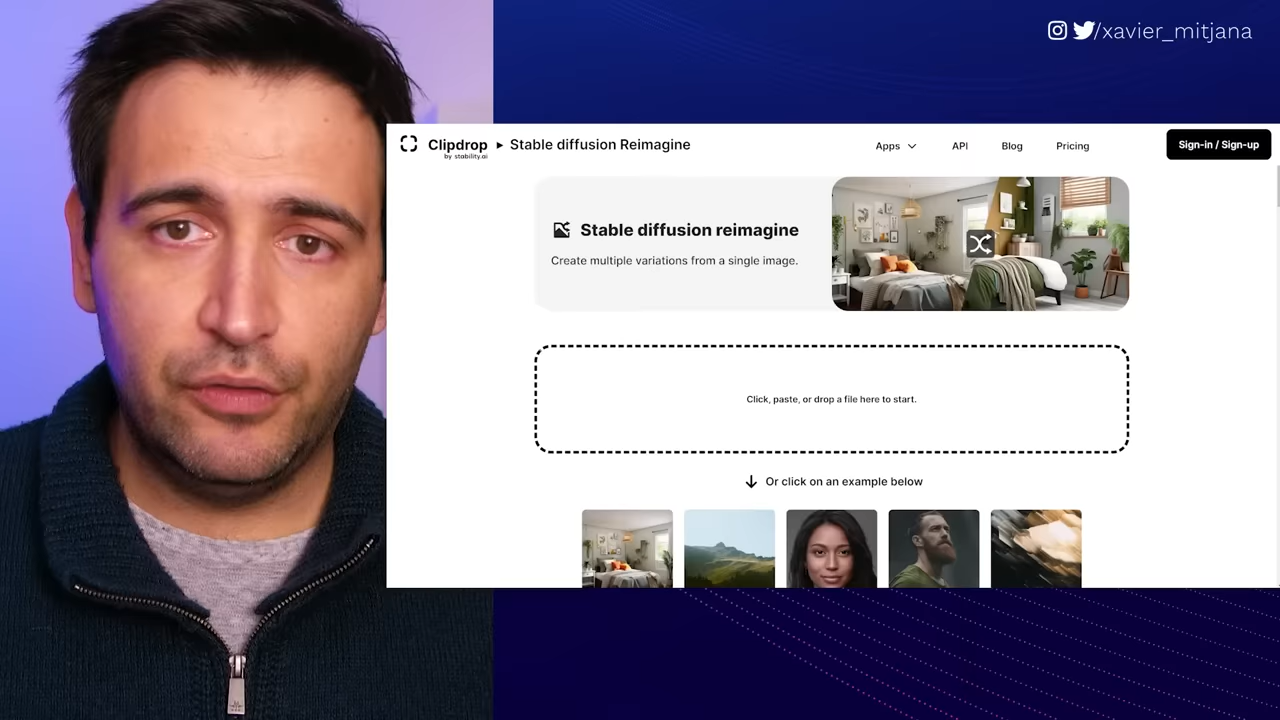 /xavier_mitjana
Clipdrop
by stability.ai
Stable diffusion Reimagine
Apps
API
Blog
Pricing
Sign-in / Sign-up
Stable diffusion reimagine
Create multiple variations from a single image.
Click, paste, or drop a file here to start.
Or click on an example below